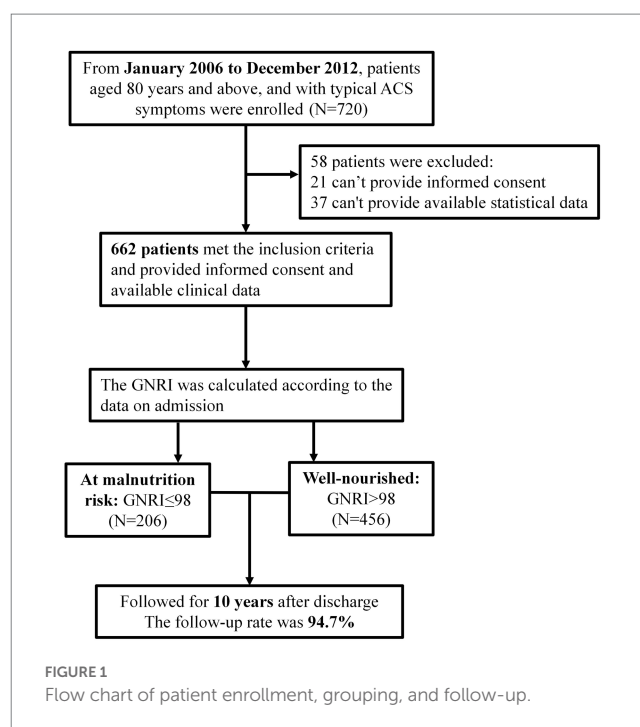 From January 2006 to December 2012, patients
aged 80 years and above, and with typical ACS
symptoms were enrolled (N=720)
58 patients were excluded:
21 can’t provide informed consent
37 can't provide available statistical data
662 patients met the inclusion criteria
and provided informed consent and
available clinical data
The GNRI was calculated according to the
data on admission
At malnutrition
risk: GNRI≤98
(N=206)
Well-nourished:
GNRI>98
(N=456)
Followed for 10 years after discharge
The follow-up rate was 94.7%
FIGURE 1
Flow chart of patient enrollment, grouping, and follow-up.